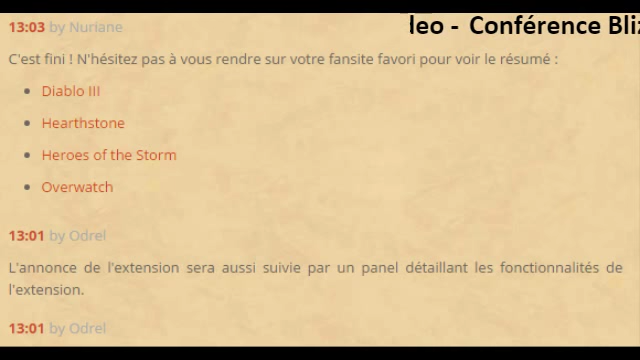 leo - Conférence Bliz
13:03 by Nuriane
C'est fini ! N'hésitez pas à vous rendre sur votre fansite favori pour voir le résumé :
Diablo III
Hearthstone
Heroes of the Storm
Overwatch
13:01 by Odrel
L'annonce de l'extension sera aussi suivie par un panel détaillant les fonctionnalités de
l'extension.
13:01 by Odrel